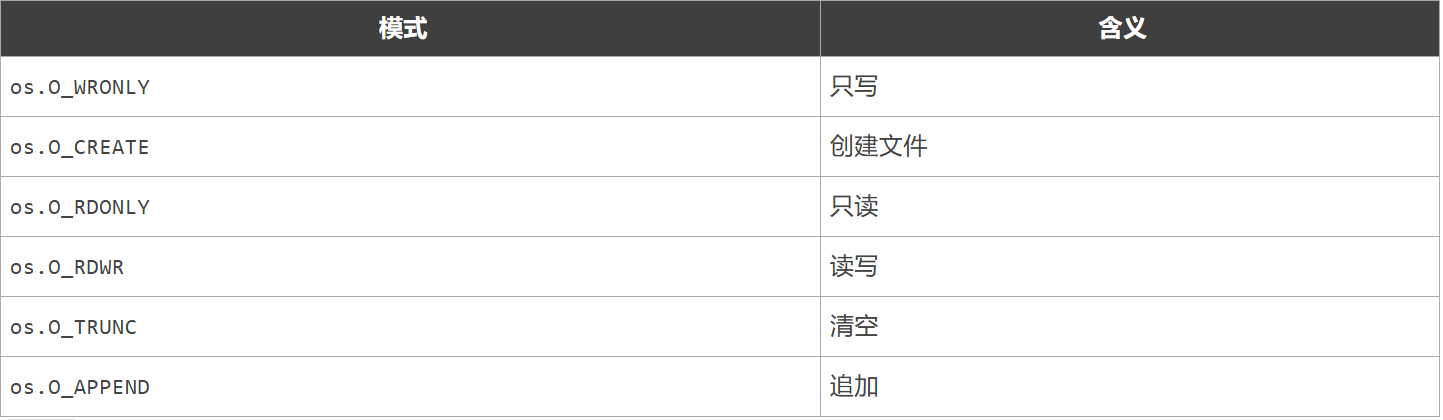 模式 含义
os.O_WRONLY 只写
os.O_CREATE 创建文件
os.O_RDONLY 只读
os.O_RDWR 读写
os.O_TRUNC 清空
os.O_APPEND 追加